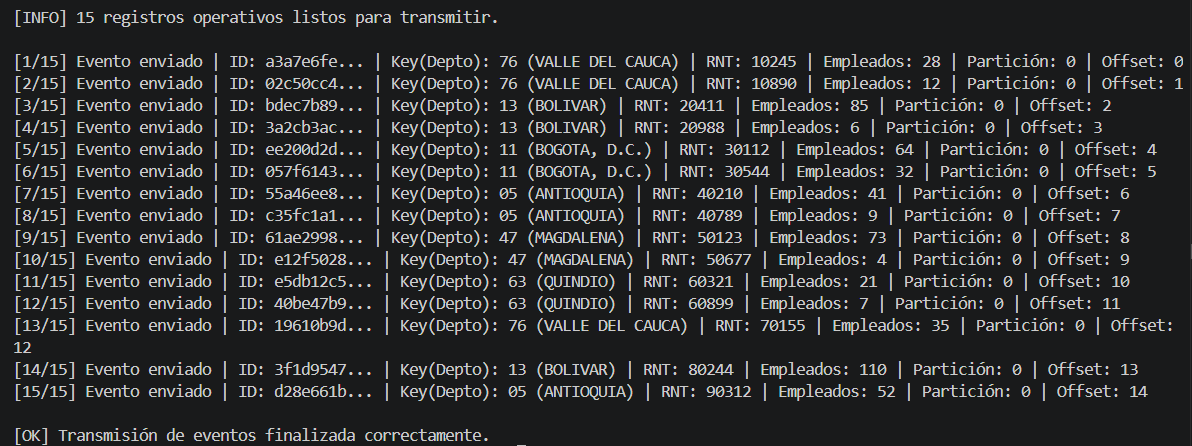 [INFO] 15 registros operativos listos para transmitir.
[1/15] Evento enviado | ID: a3a7e6fe... | Key(Depto): 76 (VALLE DEL CAUCA) | RNT: 10245 | Empleados: 28 | Partición: 0 | Offset: 0
[2/15] Evento enviado | ID: 02c50cc4... | Key(Depto): 76 (VALLE DEL CAUCA) | RNT: 10890 | Empleados: 12 | Partición: 0 | Offset: 1
[3/15] Evento enviado | ID: bdec7b89... | Key(Depto): 13 (BOLIVAR) | RNT: 20411 | Empleados: 85 | Partición: 0 | Offset: 2
[4/15] Evento enviado | ID: 3a2cb3ac... | Key(Depto): 13 (BOLIVAR) | RNT: 20988 | Empleados: 6 | Partición: 0 | Offset: 3
[5/15] Evento enviado | ID: ee200d2d... | Key(Depto): 11 (BOGOTA, D.C.) | RNT: 30112 | Empleados: 64 | Partición: 0 | Offset: 4
[6/15] Evento enviado | ID: 057f6143... | Key(Depto): 11 (BOGOTA, D.C.) | RNT: 30544 | Empleados: 32 | Partición: 0 | Offset: 5
[7/15] Evento enviado | ID: 55a46ee8... | Key(Depto): 05 (ANTIOQUIA) | RNT: 40210 | Empleados: 41 | Partición: 0 | Offset: 6
[8/15] Evento enviado | ID: c35fc1a1... | Key(Depto): 05 (ANTIOQUIA) | RNT: 40789 | Empleados: 9 | Partición: 0 | Offset: 7
[9/15] Evento enviado | ID: 61ae2998... | Key(Depto): 47 (MAGDALENA) | RNT: 50123 | Empleados: 73 | Partición: 0 | Offset: 8
[10/15] Evento enviado | ID: e12f5028... | Key(Depto): 47 (MAGDALENA) | RNT: 50677 | Empleados: 4 | Partición: 0 | Offset: 9
[11/15] Evento enviado | ID: e5db12c5... | Key(Depto): 63 (QUINDIO) | RNT: 60321 | Empleados: 21 | Partición: 0 | Offset: 10
[12/15] Evento enviado | ID: 40be47b9... | Key(Depto): 63 (QUINDIO) | RNT: 60899 | Empleados: 7 | Partición: 0 | Offset: 11
[13/15] Evento enviado | ID: 19610b9d... | Key(Depto): 76 (VALLE DEL CAUCA) | RNT: 70155 | Empleados: 35 | Partición: 0 | Offset:
12
[14/15] Evento enviado | ID: 3f1d9547... | Key(Depto): 13 (BOLIVAR) | RNT: 80244 | Empleados: 110 | Partición: 0 | Offset: 13
[15/15] Evento enviado | ID: d28e661b... | Key(Depto): 05 (ANTIOQUIA) | RNT: 90312 | Empleados: 52 | Partición: 0 | Offset: 14
[OK] Transmisión de eventos finalizada correctamente.